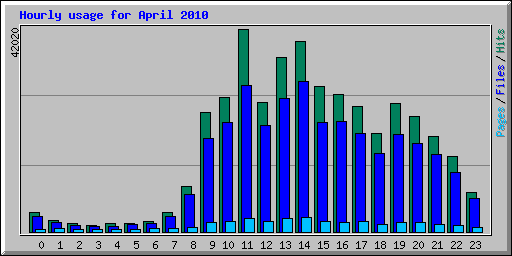 Hourly usage for April 2010
42020
Pages/Files/Hits
0 1 2 3 4 5 6 7 8 9 10 11 12 13 14 15 16 17 18 19 20 21 22 23